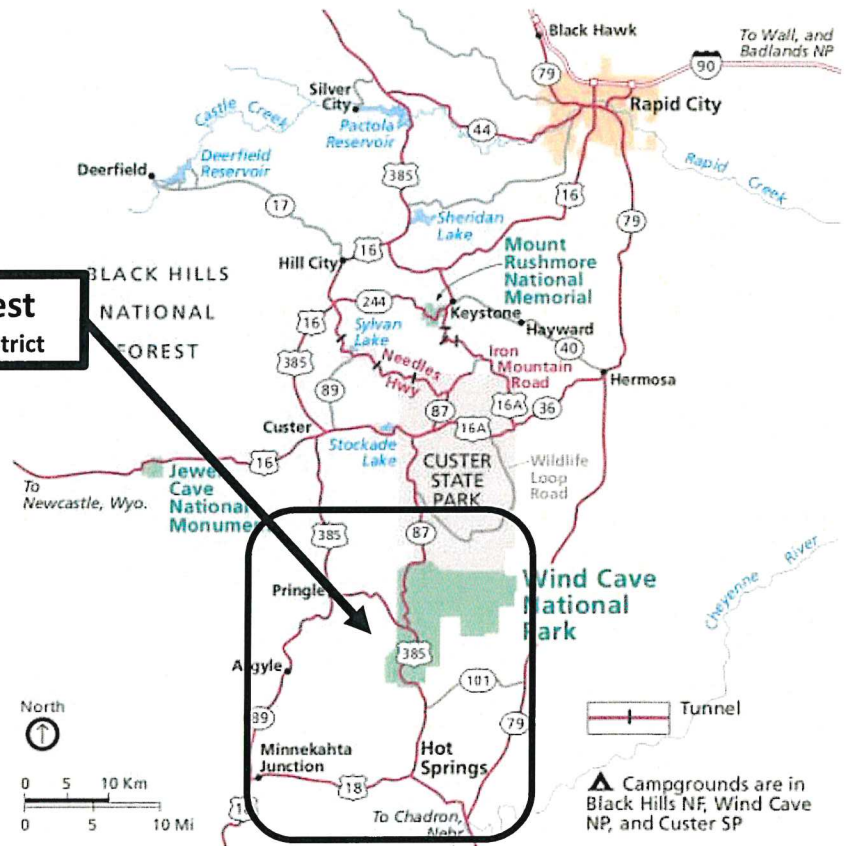 Black Hawk
To Wall, and
Badlands NP
90
79
Rapid City
Silver
City
Castle Creek
Pactola
Reservoir
44
Deerfield
Deerfield
Reservoir
385
Rapid Creek
17
16
79
Sheridan
Lake
Hill City
16
Mount
Rushmore
National
Memorial
BLACK HILLS
NATIONAL
FOREST
244
Keystone
Hayward
16
Sylvan
Lake
40
385
Needles
Hwy
Iron
Mountain
Road
Hermosa
89
87
16A
36
Custer
16A
Stockade
Lake
16
CUSTER
STATE
PARK
Wildlife
Loop
Road
To
Newcastle, Wyo.
Jewel
Cave
National
Monument
385
87
Cheyenne River
Pringle
Wind Cave
National
Park
385
Argyle
101
North
89
79
Tunnel
Minnekahta
Junction
Hot
Springs
18
0 5 10 Km
0 5 10 Mi
To Chadron,
Nebr
Campgrounds are in
Black Hills NF, Wind Cave
NP, and Custer SP